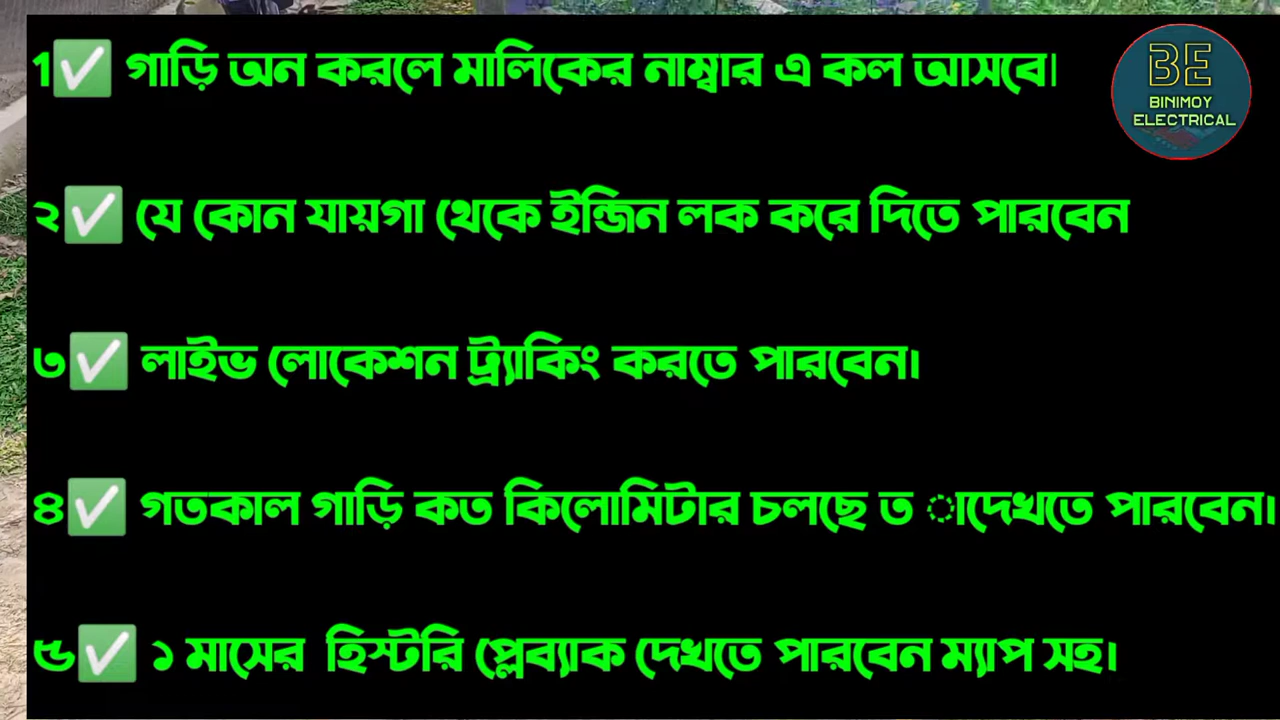 1✅ গাড়ি অন করলে মালিকের নাম্বার এ কল আসবে।
BE
BINIMOY
ELECTRICAL
২✅ যে কোন যায়গা থেকে ইন্জিন লক করে দিতে পারবেন
৩✅ লাইভ লোকেশন ট্র্যাকিং করতে পারবেন।
৪✅ গতকাল গাড়ি কত কিলোমিটার চলছে ত াদেখতে পারবেন।
৫✅ ১ মাসের হিস্টরি প্লেব্যাক দেখতে পারবেন ম্যাপ সহ।